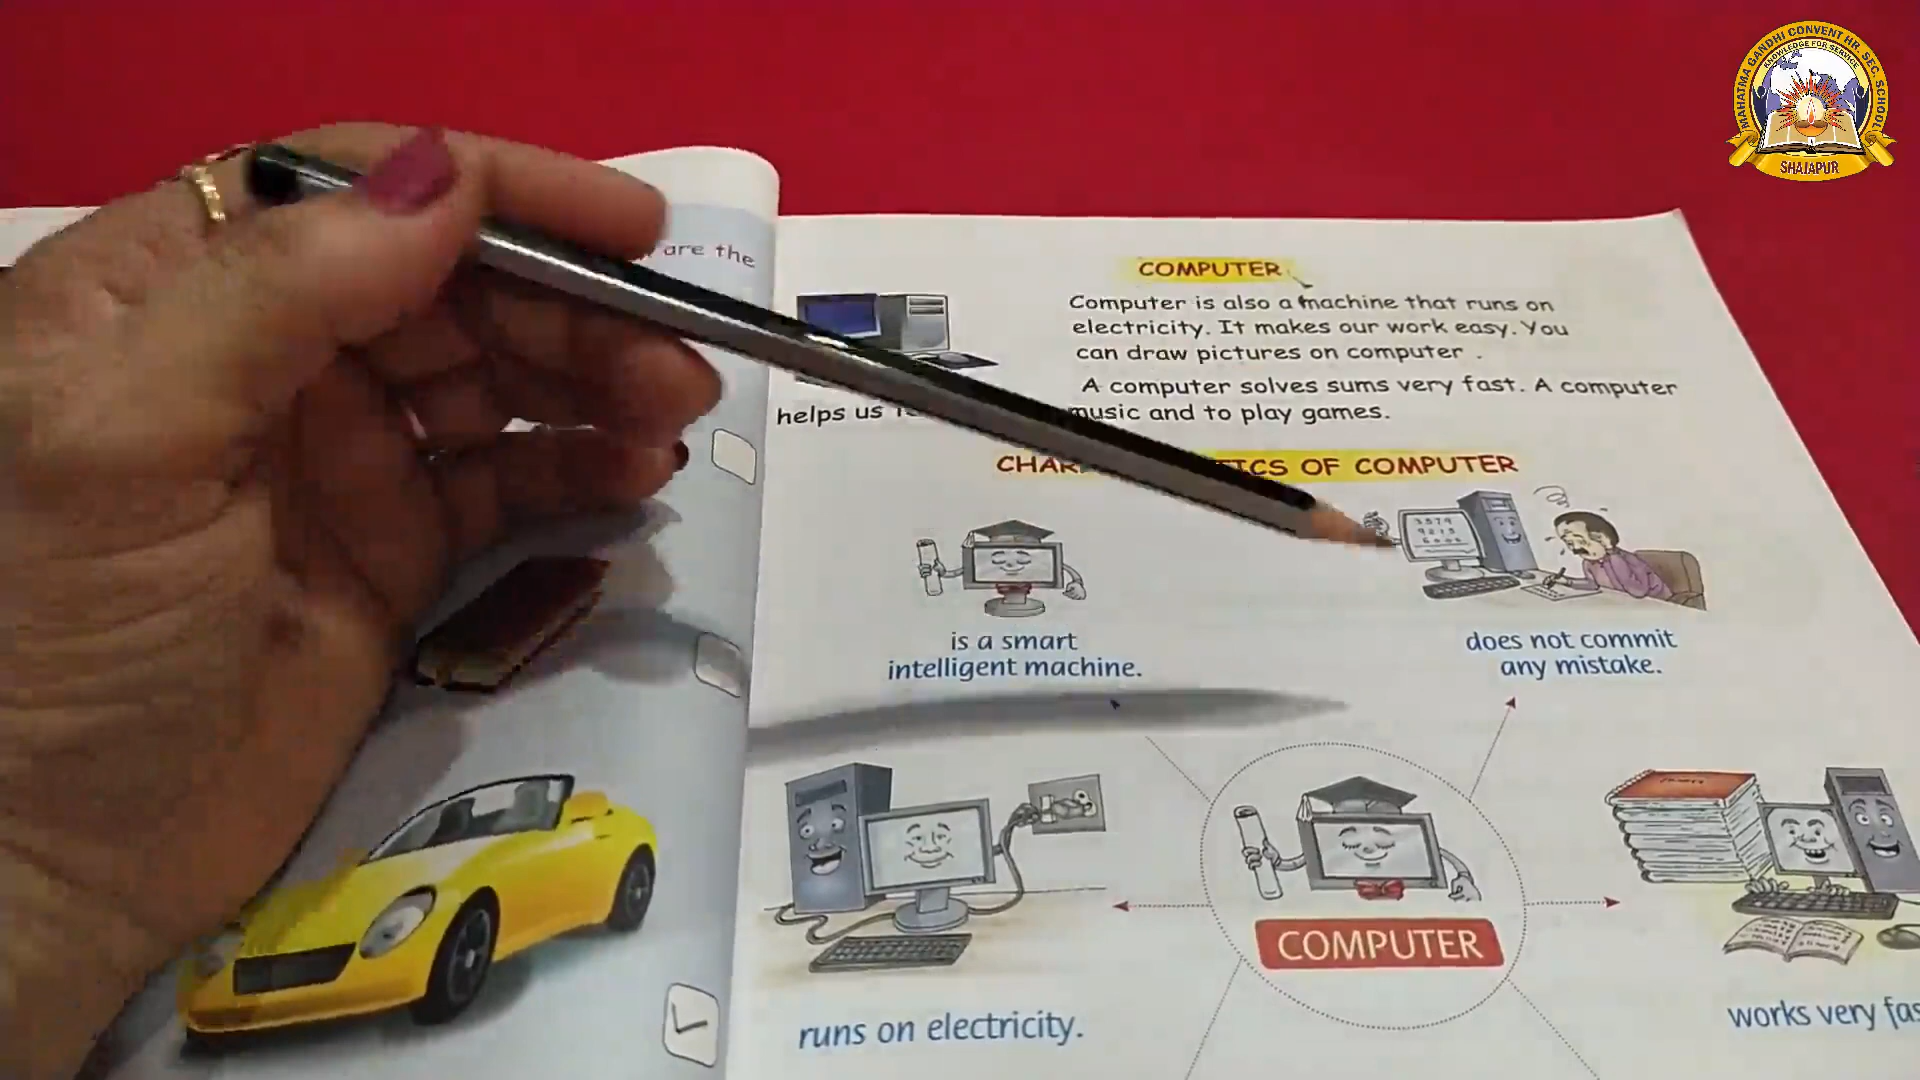 MAHATMA GANDHI CONVENT HR. SEC. SCHOOL
KNOWLEDGE FOR SERVICE
SHAJAPUR
are the
COMPUTER
Computer is also a machine that runs on
electricity. It makes our work easy. You
can draw pictures on computer .
A computer solves sums very fast. A computer
helps us music and to play games.
OF COMPUTER
is a smart
intelligent machine.
does not commit
any mistake.
COMPUTER
runs on electricity.
works very